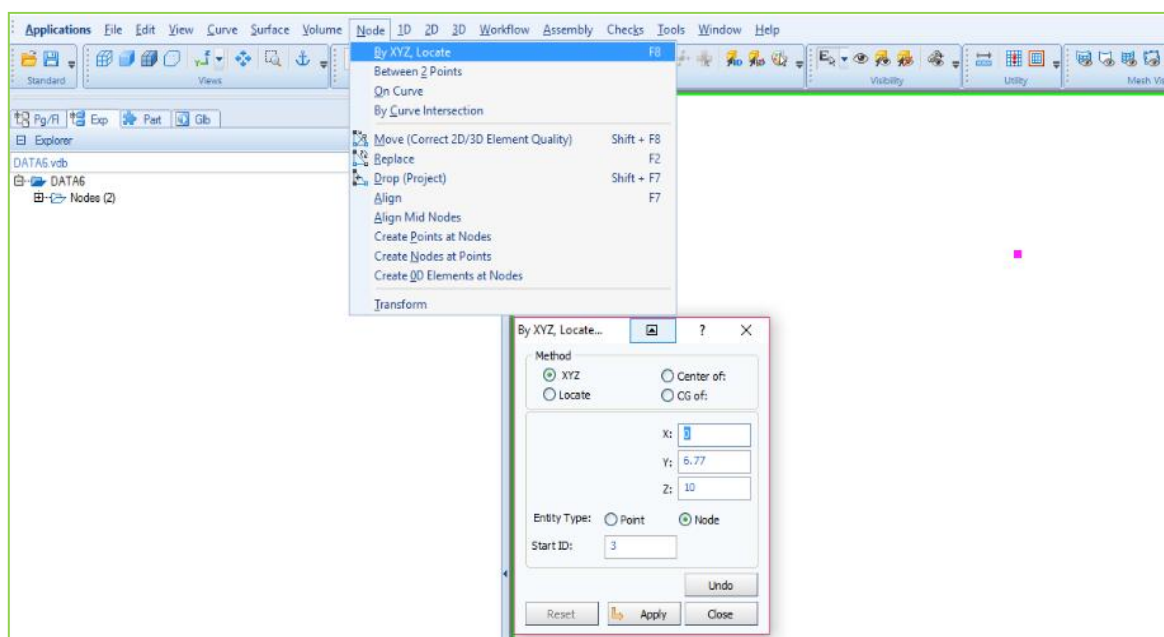 Applications File Edit View Curve Surface Volume Node 1D 2D 3D Workflow Assembly Checks Tools Window Help
Standard Views Visibility Utility
By XYZ, Locate F8
Between 2 Points
On Curve
By Curve Intersection
Move (Correct 2D/3D Element Quality) Shift + F8
Replace F2
Drop (Project) Shift + F7
Align F7
Align Mid Nodes
Create Points at Nodes
Create Nodes at Points
Create 0D Elements at Nodes
Transform
Pg/Fl Exp Part Glb
Explorer
DATA6.vdb
DATA6
Nodes (2)
By XYZ, Locate... ?
Method
XYZ Center of:
Locate CG of:
X: 0
Y: 6.77
Z: 10
Entity Type: Point Node
Start ID: 3
Undo
Reset Apply Close